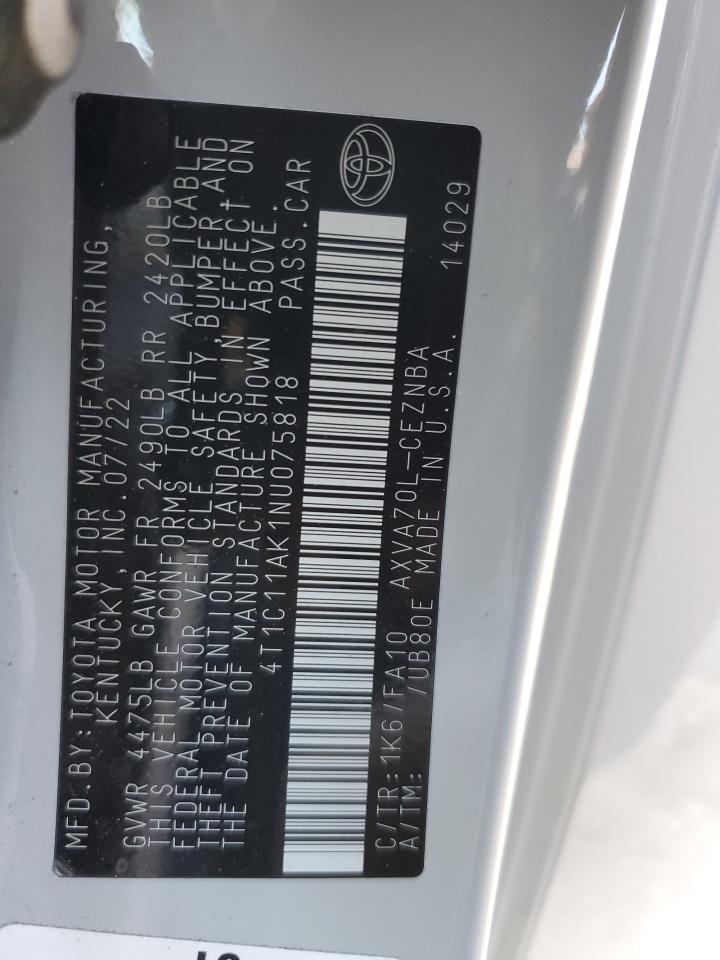 MFD.BY:TOYOTA MOTOR MANUFACTURING,
KENTUCKY,INC.07/22
GVWR 4475LB GAWR FR 2490LB RR 2420LB
THIS VEHICLE CONFORMS TO ALL APPLICABLE
FEDERAL MOTOR VEHICLE SAFETY,BUMPER AND
THEFT PREVENTION STANDARDS IN EFFECT ON
THE DATE OF MANUFACTURE SHOWN ABOVE.
4T1C11AK1NU075818 PASS.CAR
C/TR:1K6/FA10 AXVA70L-CEZNBA
A/TM: /UB80E MADE IN U.S.A. 14029